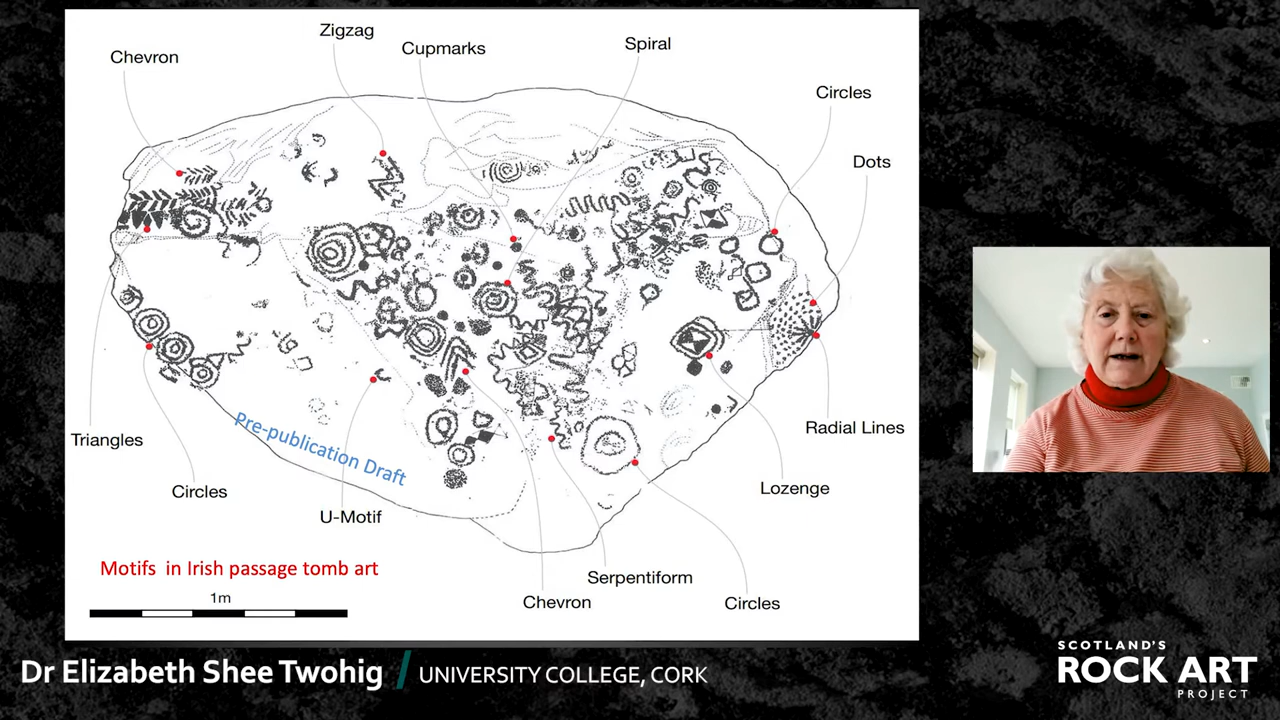 Zigzag
Chevron
Cupmarks
Spiral
Circles
Dots
Triangles
Circles
Pre-publication Draft
U-Motif
Radial Lines
Lozenge
Motifs in Irish passage tomb art
1m
Serpentiform
Chevron
Circles
Dr Elizabeth Shee Twohig / UNIVERSITY COLLEGE, CORK
SCOTLAND'S
ROCK ART
PROJECT